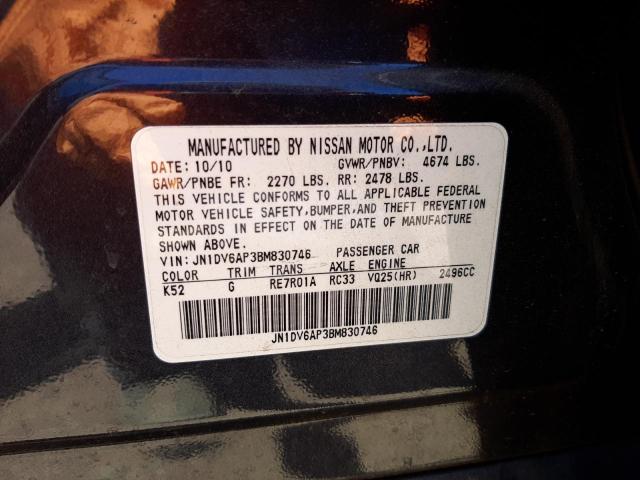 MANUFACTURED BY NISSAN MOTOR CO.,LTD.
DATE: 10/10 GVWR/PNBV: 4674 LBS.
GAWR/PNBE FR: 2270 LBS. RR: 2478 LBS.
THIS VEHICLE CONFORMS TO ALL APPLICABLE FEDERAL
MOTOR VEHICLE SAFETY, BUMPER, AND THEFT PREVENTION
STANDARDS IN EFFECT ON THE DATE OF MANUFACTURE
SHOWN ABOVE.
VIN: JN1DV6AP3BM830746 PASSENGER CAR
COLOR TRIM TRANS AXLE ENGINE
K52 G RE7R01A RC33 VQ25(HR) 2496CC
JN1DV6AP3BM830746